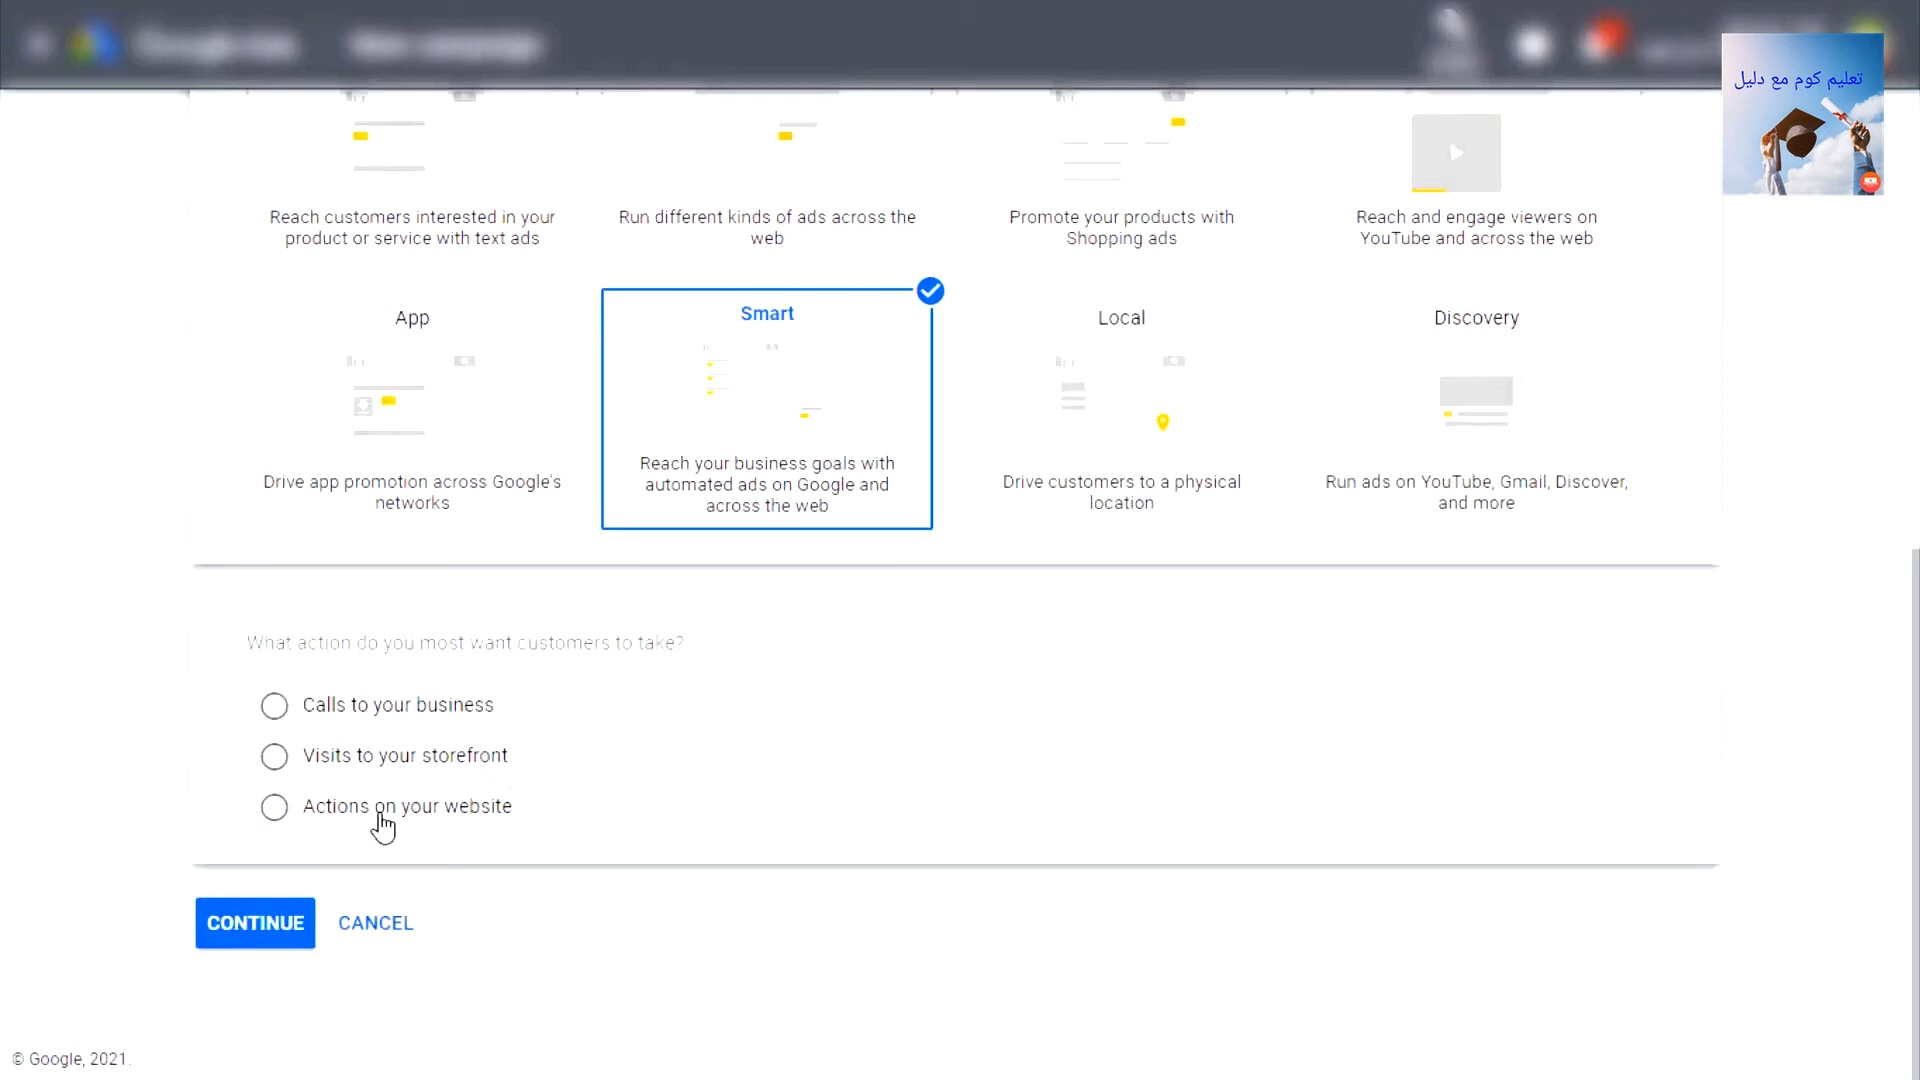 تعليم كوم مع دليل
Reach customers interested in your
product or service with text ads
Run different kinds of ads across the
web
Promote your products with
Shopping ads
Reach and engage viewers on
YouTube and across the web
App
Smart
Local
Discovery
Drive app promotion across Google's
networks
Reach your business goals with
automated ads on Google and
across the web
Drive customers to a physical
location
Run ads on YouTube, Gmail, Discover,
and more
What action do you most want customers to take?
Calls to your business
Visits to your storefront
Actions on your website
CONTINUE
CANCEL
© Google, 2021.